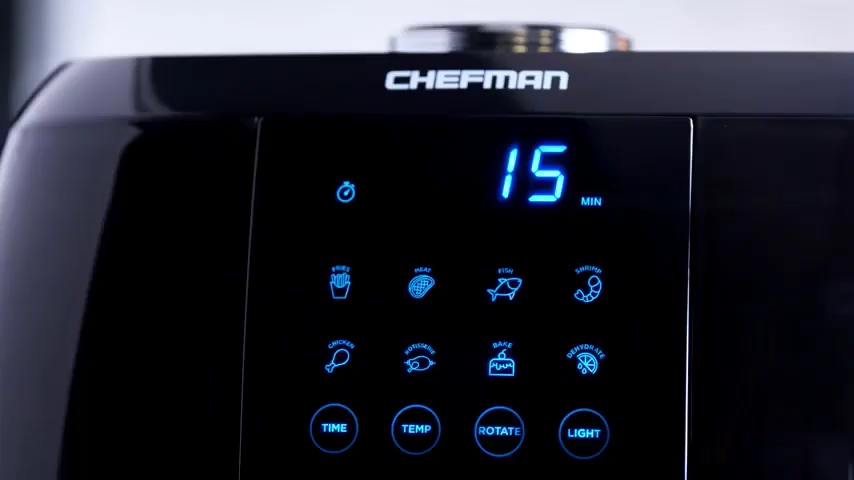 CHEFMAN
15 MIN
FRIES MEAT FISH SHRIMP
CHICKEN ROTISSERIE BAKE DEHYDRATE
TIME TEMP ROTATE LIGHT